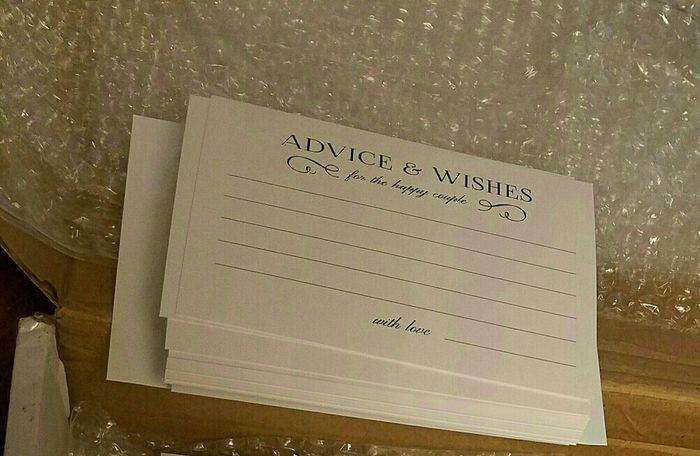 ADVICE & WISHES
for the happy couple
with love